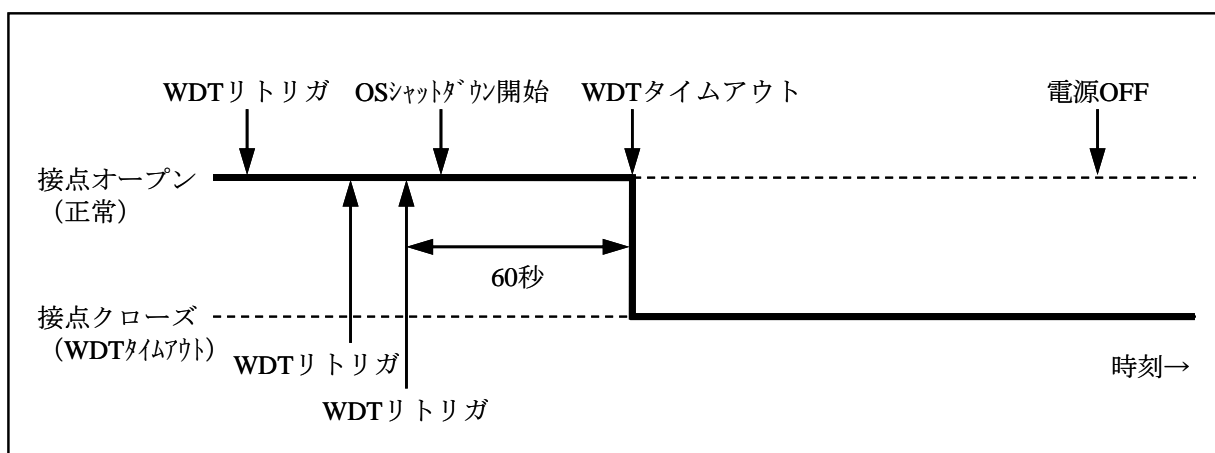 WDTリトリガ
OSｼｬｯﾄﾀﾞｳﾝ開始
WDTタイムアウト
電源OFF
接点オープン
（正常）
60秒
接点クローズ
（WDTﾀｲﾑｱｳﾄ）
WDTリトリガ
時刻→
WDTリトリガ